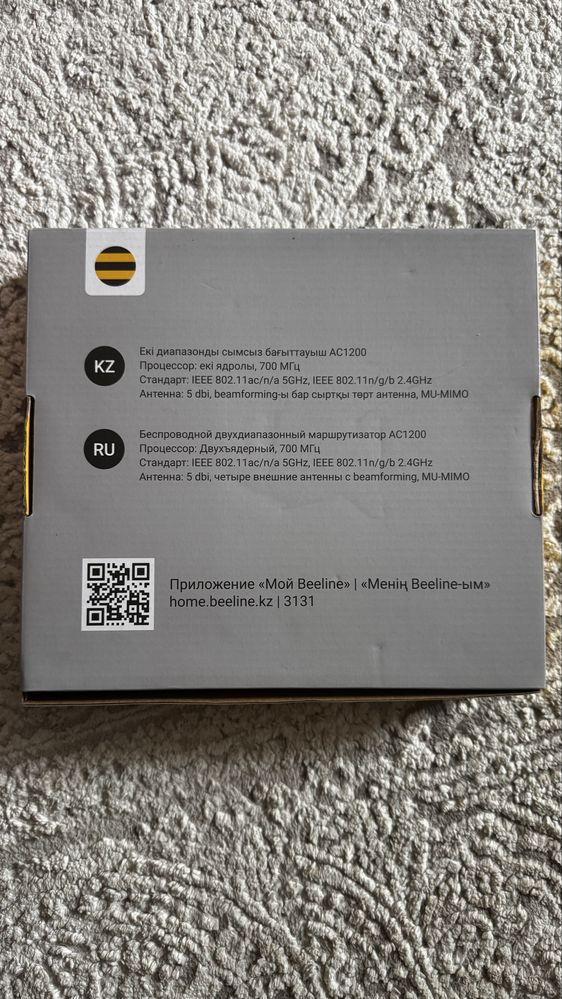 KZ
Екі диапазонды сымсыз бағыттауыш AC1200
Процессор: екі ядролы, 700 МГц
Стандарт: IEEE 802.11ac/n/a 5GHz, IEEE 802.11n/g/b 2.4GHz
Антенна: 5 dbi, beamforming-ы бар сыртқы төрт антенна, MU-MIMO
RU
Беспроводной двухдиапазонный маршрутизатор AC1200
Процессор: Двухъядерный, 700 МГц
Стандарт: IEEE 802.11ac/n/a 5GHz, IEEE 802.11n/g/b 2.4GHz
Антенна: 5 dbi, четыре внешние антенны с beamforming, MU-MIMO
Приложение «Мой Beeline» | «Менің Beeline-ым»
home.beeline.kz | 3131